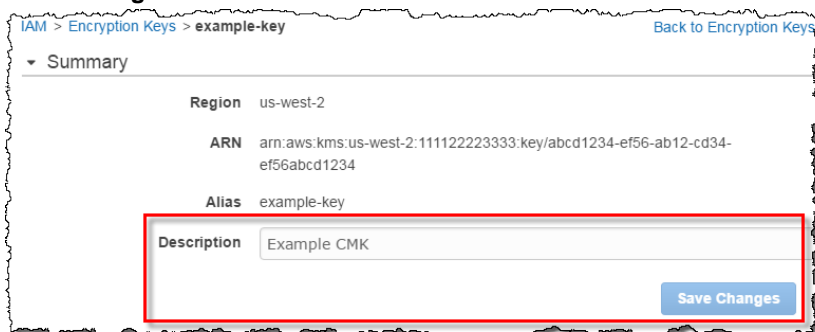 IAM > Encryption Keys > example-key Back to Encryption Keys
Summary
Region us-west-2
ARN arn:aws:kms:us-west-2:111122223333:key/abcd1234-ef56-ab12-cd34-
ef56abcd1234
Alias example-key
Description Example CMK
Save Changes